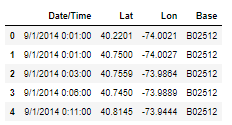 Date/Time Lat Lon Base
0 9/1/2014 0:01:00 40.2201 -74.0021 B02512
1 9/1/2014 0:01:00 40.7500 -74.0027 B02512
2 9/1/2014 0:03:00 40.7559 -73.9864 B02512
3 9/1/2014 0:06:00 40.7450 -73.9889 B02512
4 9/1/2014 0:11:00 40.8145 -73.9444 B02512